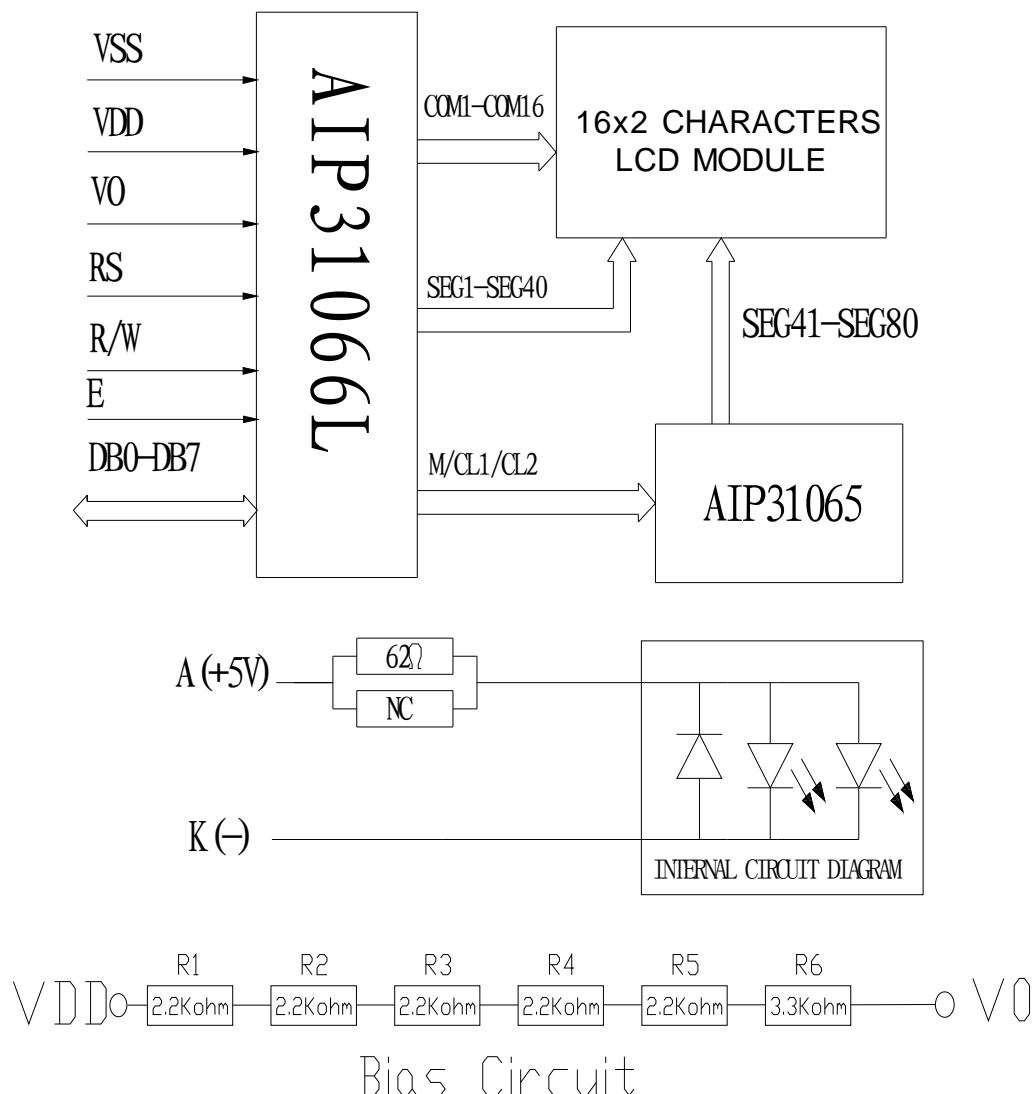 VSS
VDD
VO
RS
R/W
E
DB0-DB7
AIP31066L
COM1-COM16
SEG1-SEG40
M/CL1/CL2
16x2 CHARACTERS
LCD MODULE
SEG41-SEG80
AIP31065
A(+5V)
62Ω
NC
K(-)
INTERNAL CIRCUIT DIAGRAM
R1 R2 R3 R4 R5 R6
VDD 2.2Kohm 2.2Kohm 2.2Kohm 2.2Kohm 2.2Kohm 3.3Kohm VO
Bias Circuit